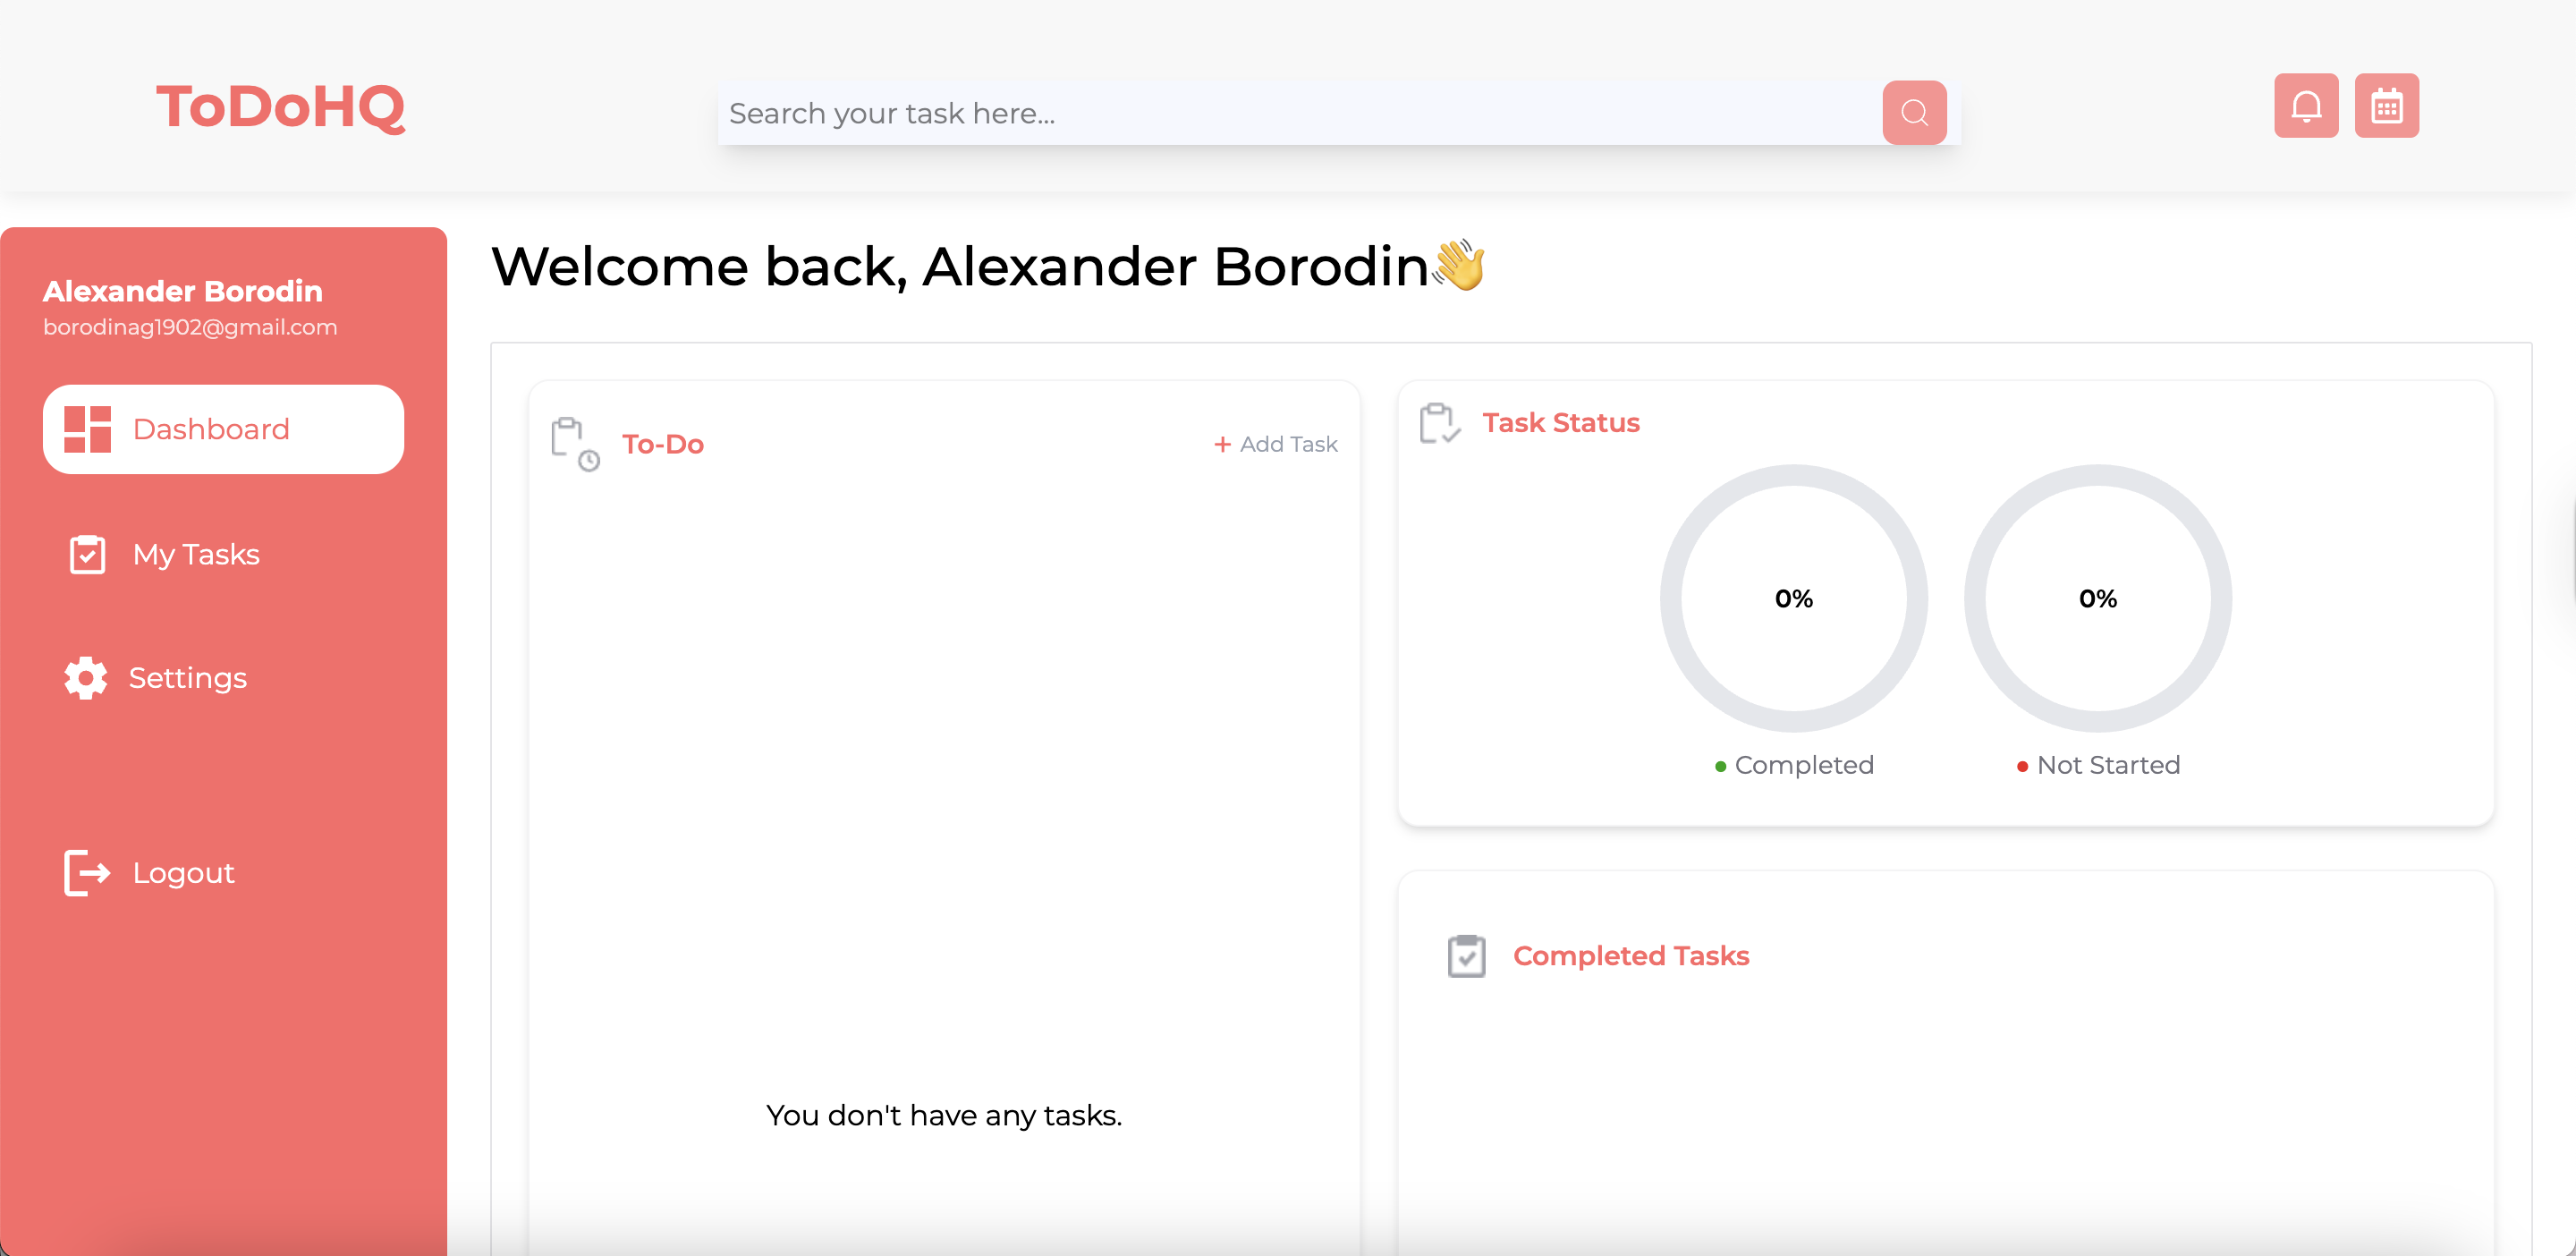 ToDoHQ
Search your task here...
Alexander Borodin
borodinag1902@gmail.com
Dashboard
My Tasks
Settings
Logout
Welcome back, Alexander Borodin👋
To-Do
+ Add Task
You don't have any tasks.
Task Status
0%
0%
Completed
Not Started
Completed Tasks